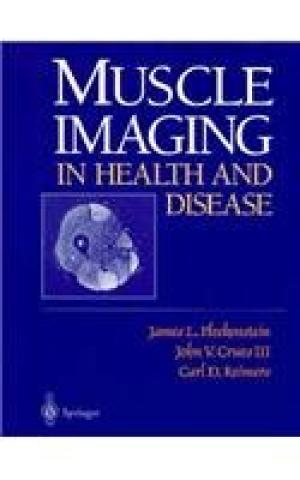 MUSCLE
IMAGING
IN HEALTH AND
DISEASE
James L. Fleckenstein
John V. Crues III
Carl D. Reimers
Springer